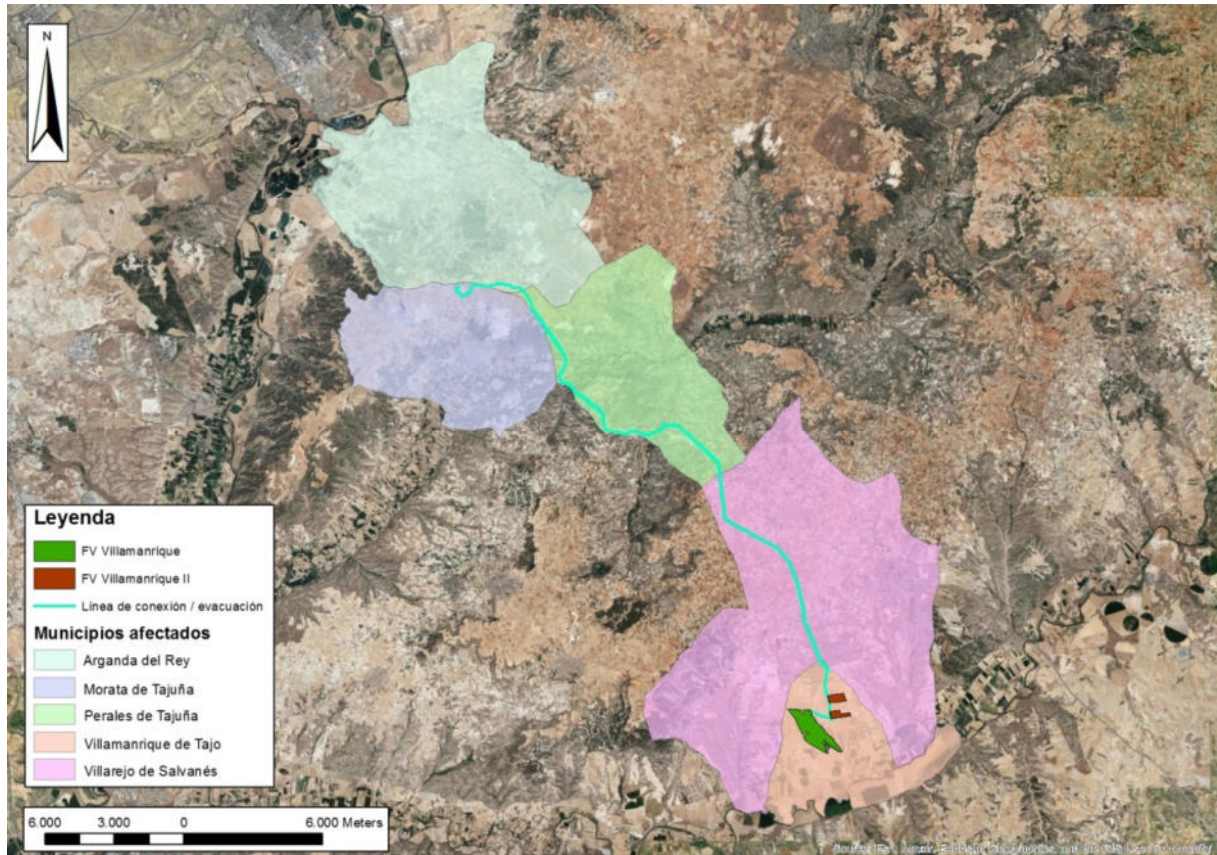 N
Leyenda
FV Villamanrique
FV Villamanrique II
Línea de conexión / evacuación
Municipios afectados
Arganda del Rey
Morata de Tajuña
Perales de Tajuña
Villamanrique de Tajo
Villarejo de Salvanés
6.000 3.000 0 6.000 Meters